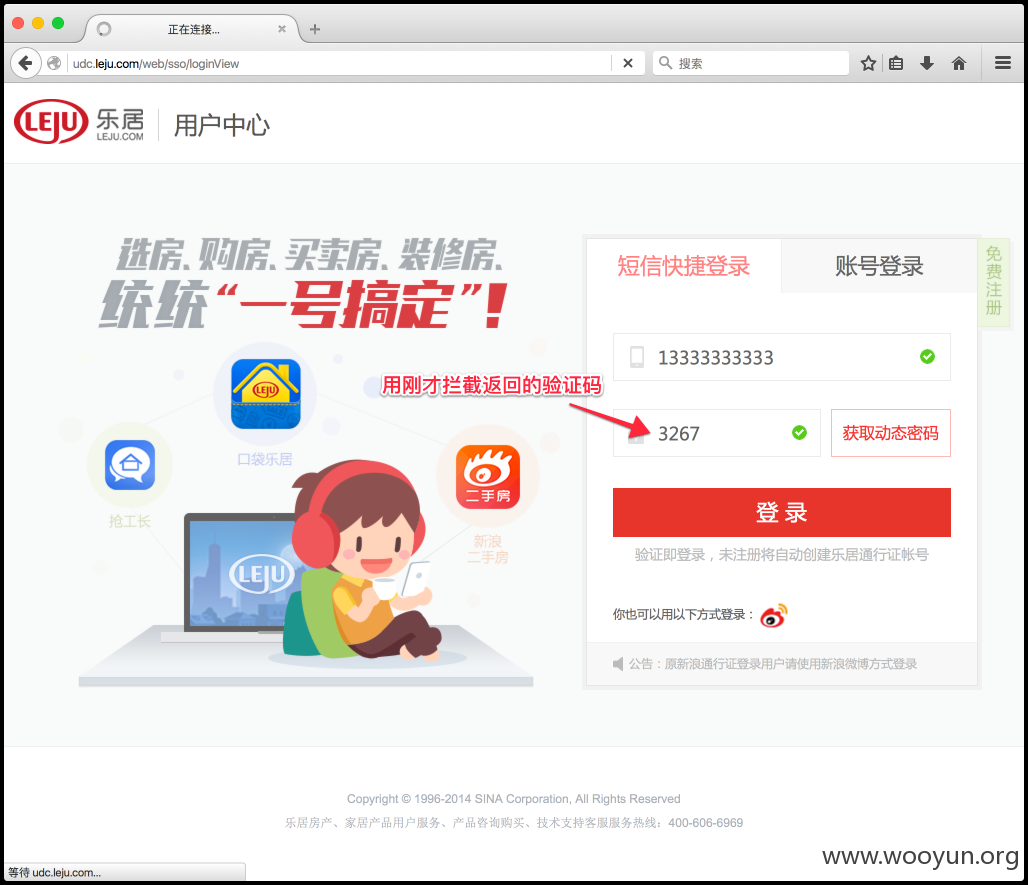 正在连接...
udc.leju.com/web/sso/loginView
搜索
LEJU 乐居
LEJU.COM
用户中心
选房、购房、买卖房、装修房、
统统“一号搞定”！
短信快捷登录
账号登录
免费注册
13333333333
用刚才拦截返回的验证码
3267
获取动态密码
登录
验证即登录，未注册将自动创建乐居通行证帐号
你也可以用以下方式登录：
公告：原新浪通行证登录用户请使用新浪微博方式登录
LEJU
口袋乐居
抢工长
二手房
新浪
二手房
LEJU
Copyright © 1996-2014 SINA Corporation, All Rights Reserved
乐居房产、家居产品用户服务、产品咨询购买、技术支持客服服务热线：400-606-6969
www.wooyun.org
等待 udc.leju.com...